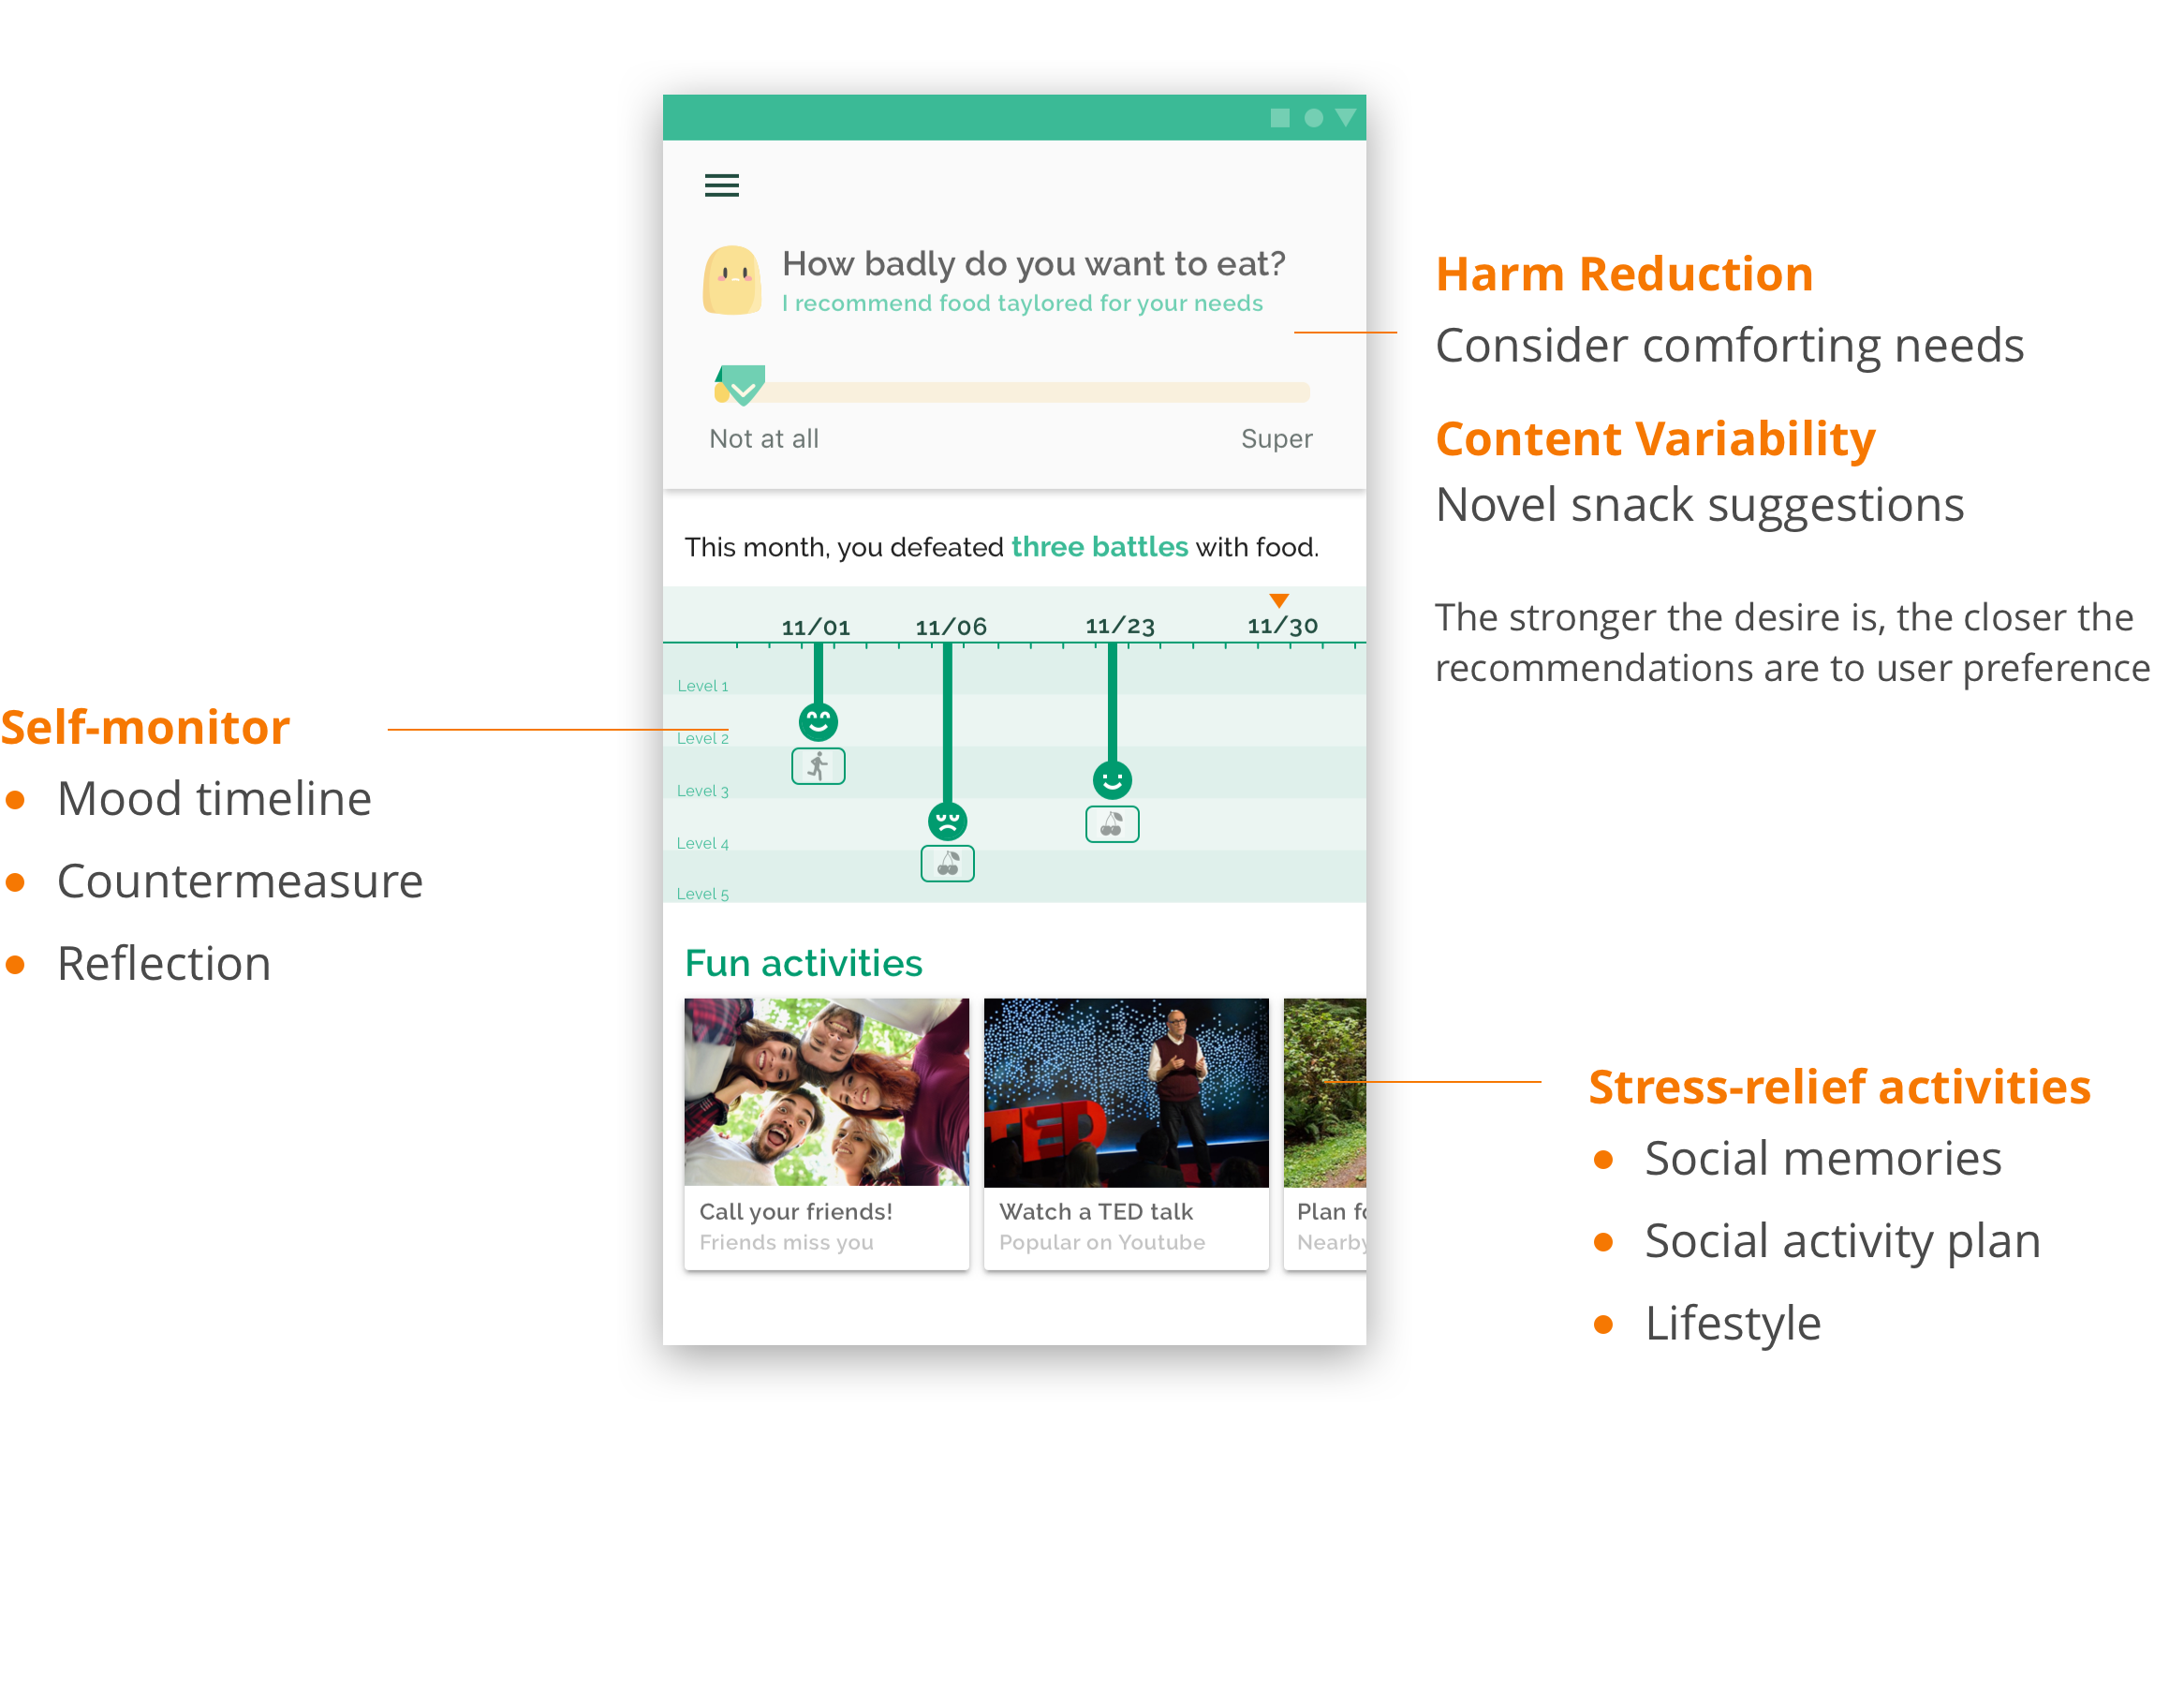 How badly do you want to eat?
I recommend food taylored for your needs
Not at all
Super
This month, you defeated three battles with food.
11/01
11/06
11/23
11/30
Level 1
Level 2
Level 3
Level 4
Level 5
Fun activities
TED
Call your friends!
Friends miss you
Watch a TED talk
Popular on Youtube
Plan
Nearby
Self-monitor
Mood timeline
Countermeasure
Reflection
Harm Reduction
Consider comforting needs
Content Variability
Novel snack suggestions
The stronger the desire is, the closer the
recommendations are to user preference
Stress-relief activities
Social memories
Social activity plan
Lifestyle